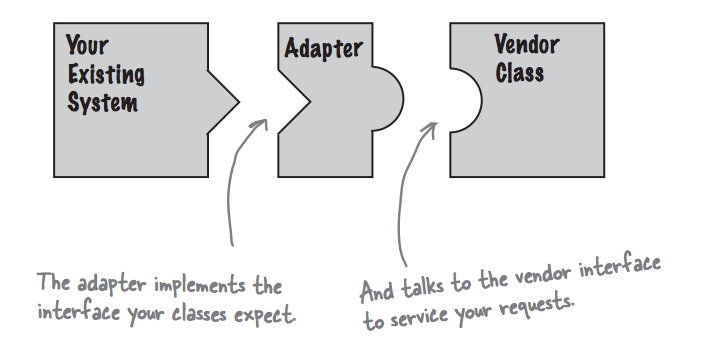 Your
Existing
System
Adapter
Vendor
Class
The adapter implements the
interface your classes expect.
And talks to the vendor interface
to service your requests.